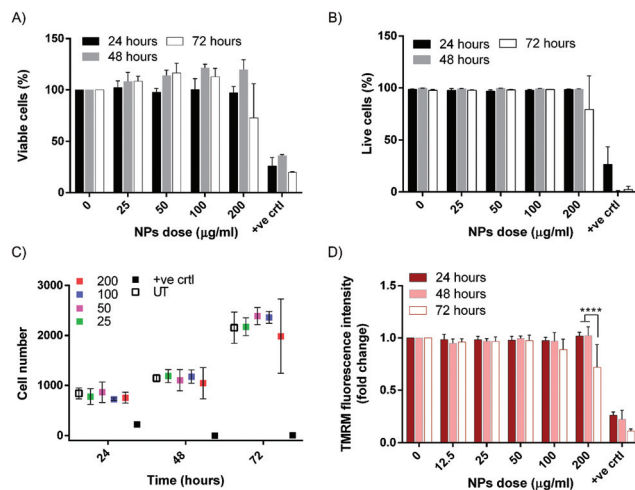 A)
24 hours
72 hours
48 hours
Viable cells (%)
150
100
50
0
0
25
50
100
200
+ve crtl
NPs dose (µg/ml)
B)
24 hours
72 hours
48 hours
Live cells (%)
150
100
50
0
0
25
50
100
200
+ve crtl
NPs dose (µg/ml)
C)
200
+ve crtl
100
UT
50
25
Cell number
3000
2000
1000
0
24
48
72
Time (hours)
D)
24 hours
48 hours
72 hours
****
TMRM fluorescence intensity
(fold change)
1.5
1.0
0.5
0.0
0
12.5
25
50
100
200
+ve crtl
NPs dose (µg/ml)